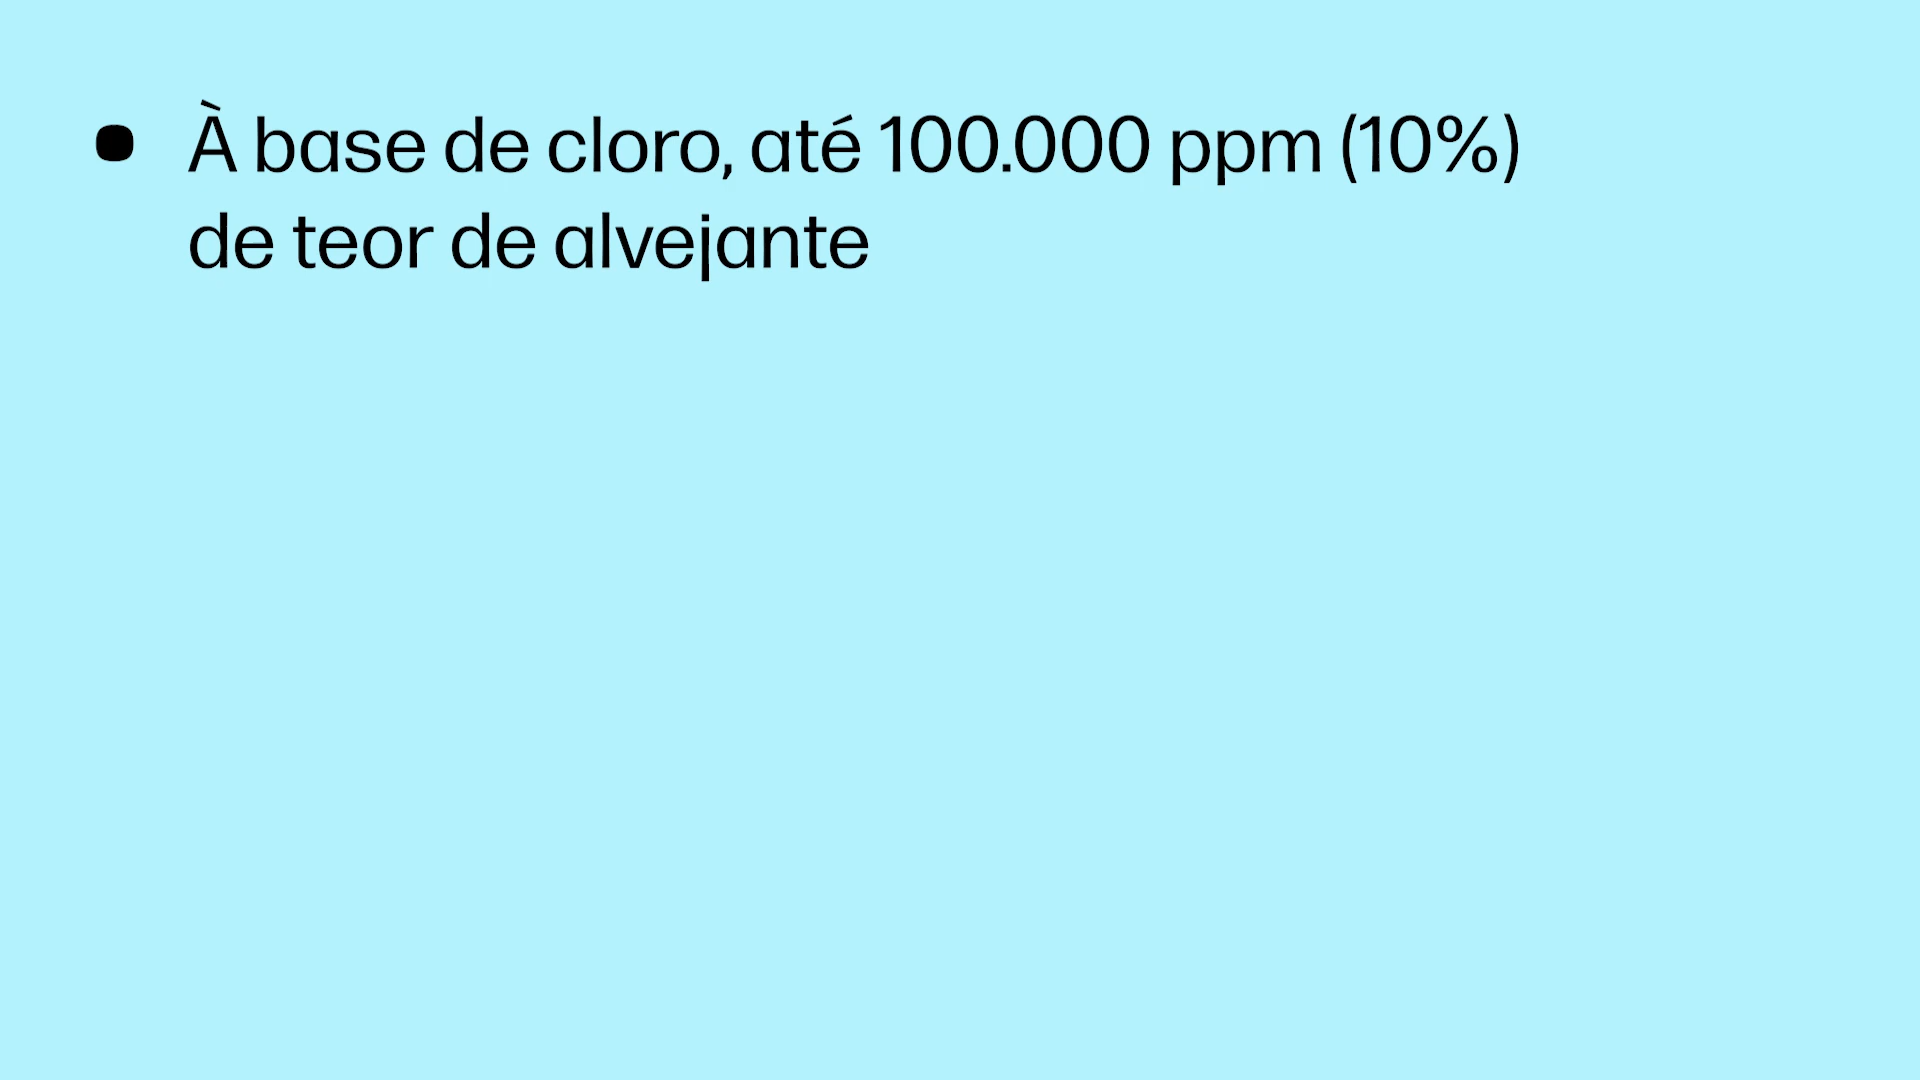 • À base de cloro, até 100.000 ppm (10%)
de teor de alvejante